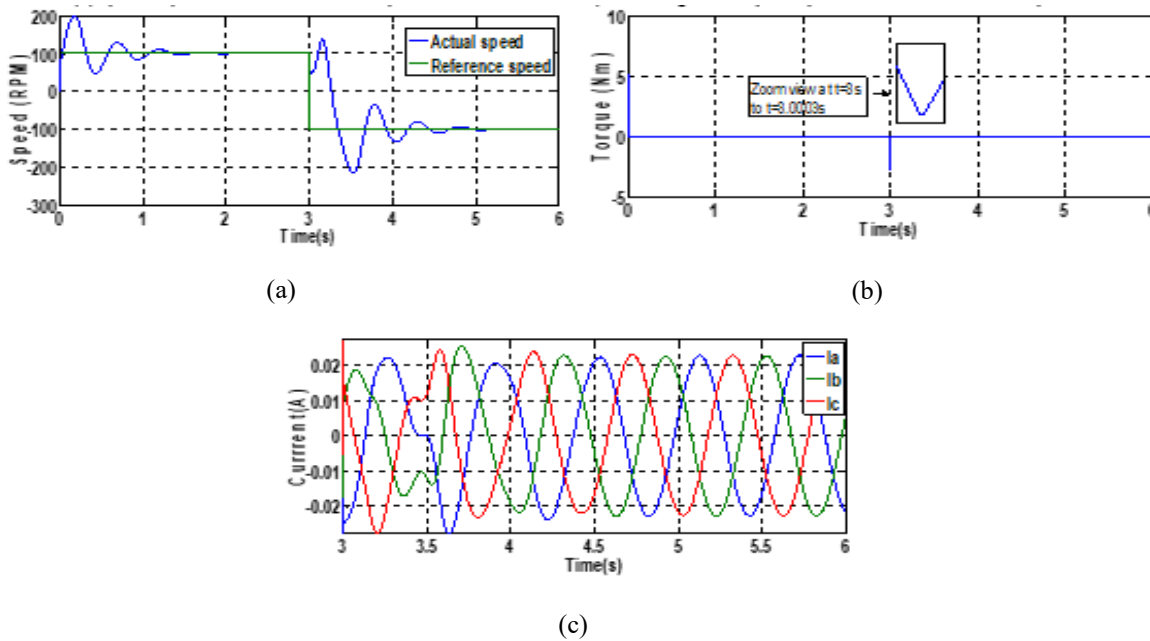 200
100
0
-100
-200
-300
Speed (RPM)
Actual speed
Reference speed
0 1 2 3 4 5 6
Time(s)
(a)
10
5
0
-5
Torque (Nm)
Zoom view at t=3s
to t=3.0003s
0 1 2 3 4 5 6
Time(s)
(b)
0.02
0.01
0
-0.01
-0.02
Currrent(A)
Ia
Ib
Ic
3 3.5 4 4.5 5 5.5 6
Time(s)
(c)